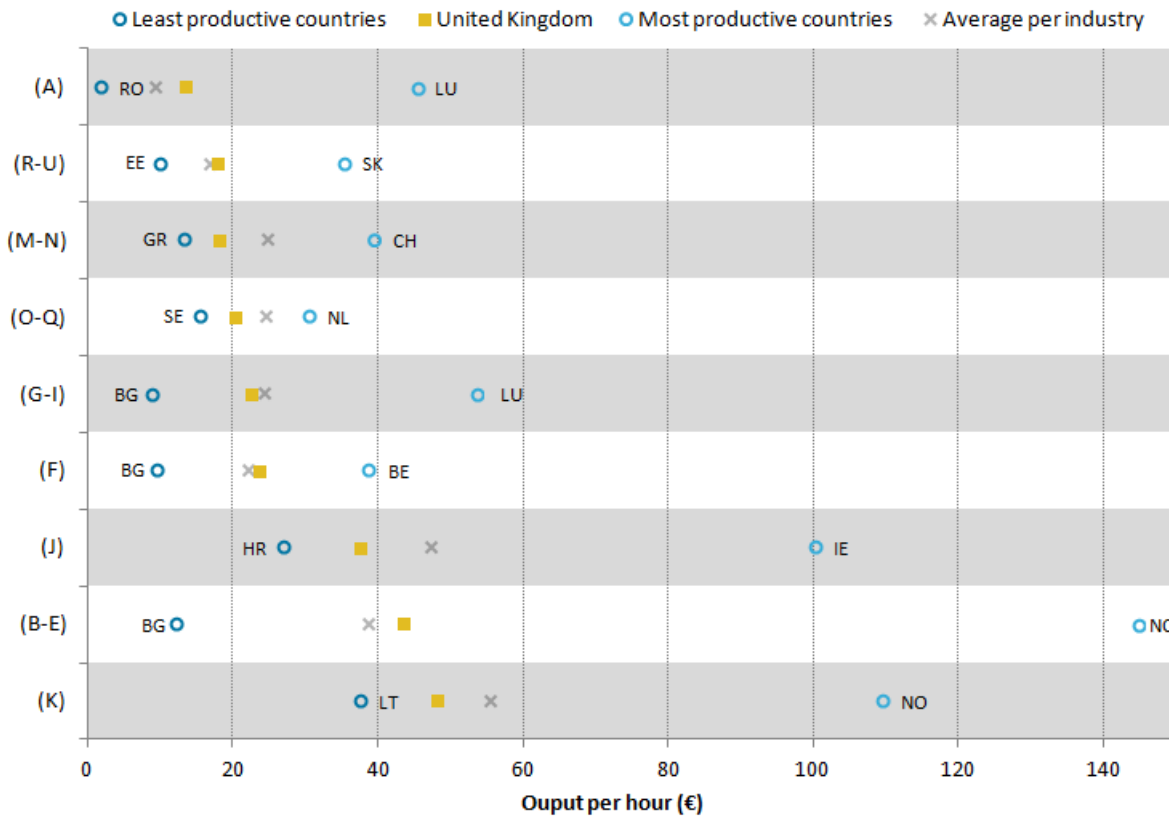 Least productive countries United Kingdom Most productive countries Average per industry
(A) RO LU
(R-U) EE SK
(M-N) GR CH
(O-Q) SE NL
(G-I) BG LU
(F) BG BE
(J) HR IE
(B-E) BG NO
(K) LT NO
0 20 40 60 80 100 120 140
Ouput per hour (€)